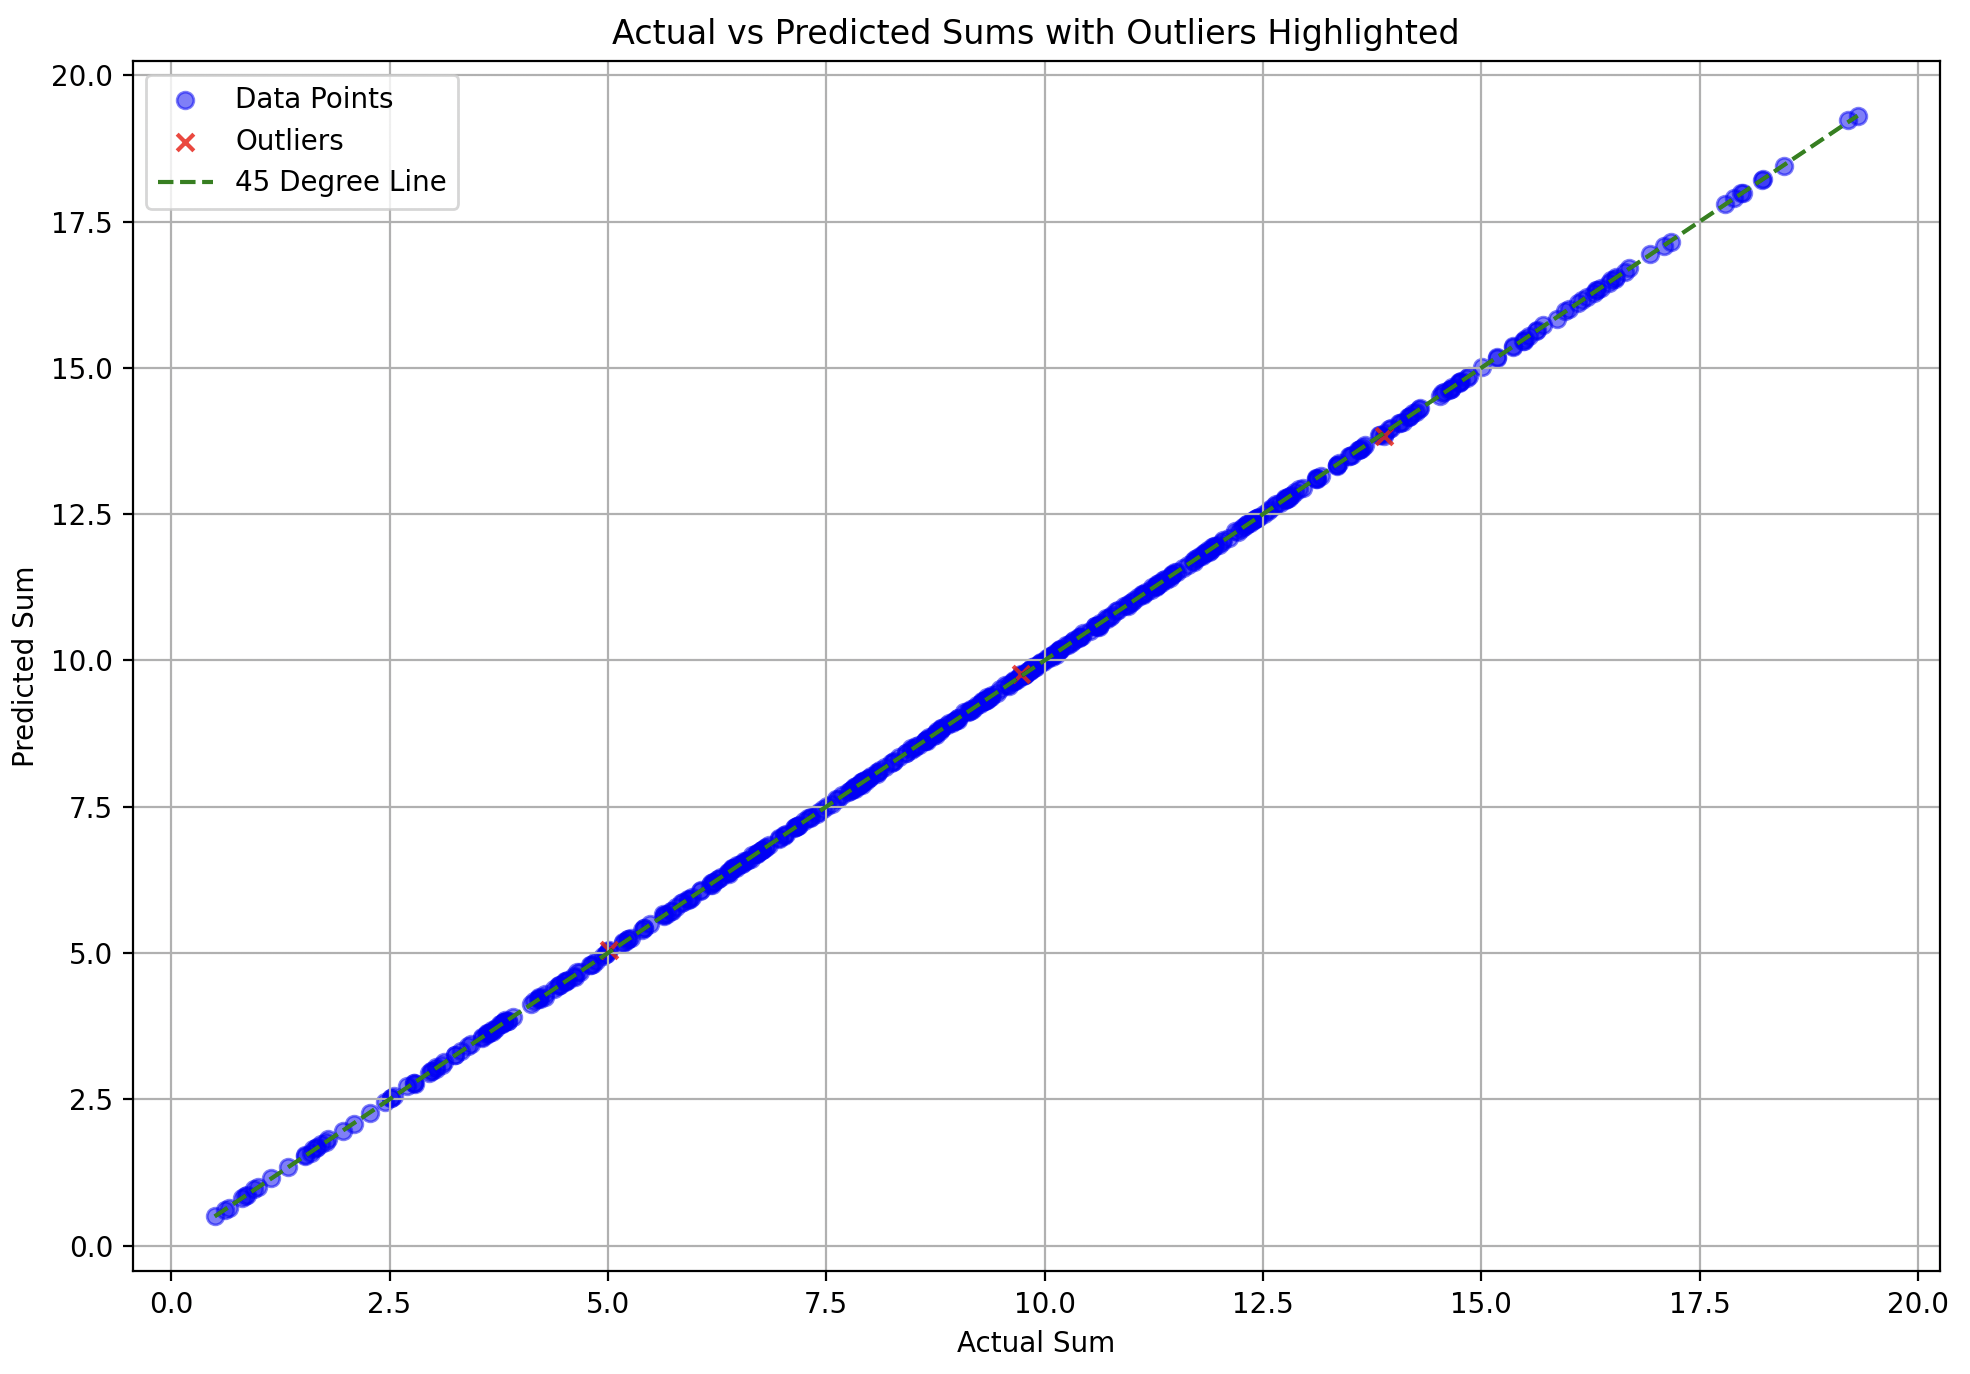 Actual vs Predicted Sums with Outliers Highlighted
Data Points
Outliers
45 Degree Line
Predicted Sum
20.0
17.5
15.0
12.5
10.0
7.5
5.0
2.5
0.0
0.0 2.5 5.0 7.5 10.0 12.5 15.0 17.5 20.0
Actual Sum